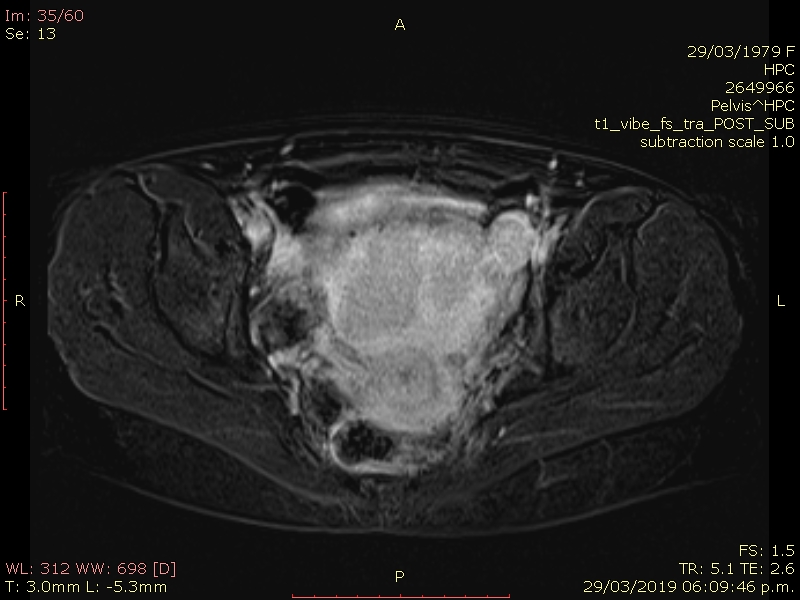 Im: 35/60
Se: 13
A
29/03/1979 F
HPC
2649966
Pelvis^HPC
t1_vibe_fs_tra_POST_SUB
subtraction scale 1.0
R
L
WL: 312 WW: 698 [D]
T: 3.0mm L: -5.3mm
P
FS: 1.5
TR: 5.1 TE: 2.6
29/03/2019 06:09:46 p.m.